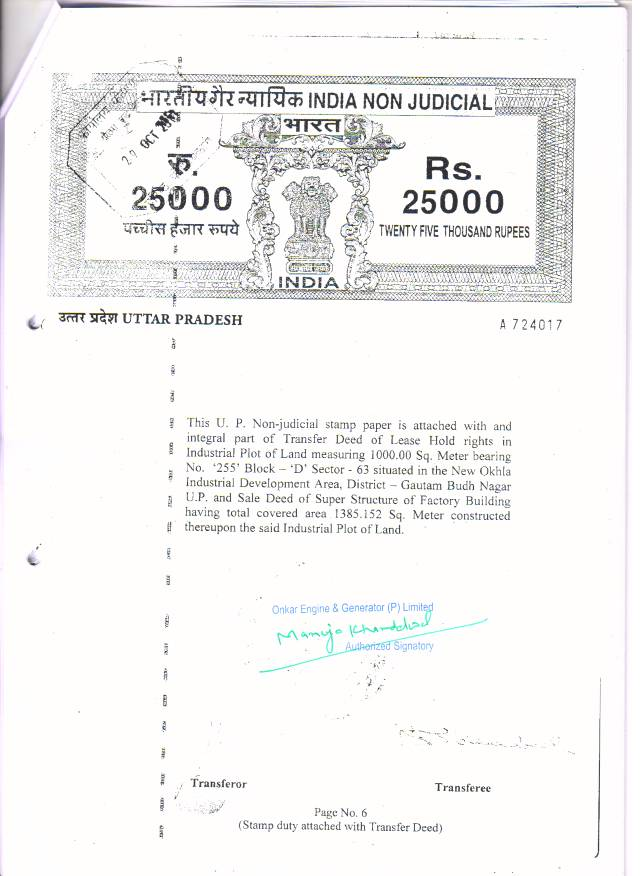 भारतीय गैर न्यायिक INDIA NON JUDICIAL
भारत
27 OCT
रु.
25000
पच्चीस हजार रुपये
Rs.
25000
TWENTY FIVE THOUSAND RUPEES
INDIA
उत्तर प्रदेश UTTAR PRADESH
A 724017
This U. P. Non-judicial stamp paper is attached with and
integral part of Transfer Deed of Lease Hold rights in
Industrial Plot of Land measuring 1000.00 Sq. Meter bearing
No. ‘255’ Block – ‘D’ Sector - 63 situated in the New Okhla
Industrial Development Area, District – Gautam Budh Nagar
U.P. and Sale Deed of Super Structure of Factory Building
having total covered area 1385.152 Sq. Meter constructed
thereupon the said Industrial Plot of Land.
Onkar Engine & Generator (P) Limited
Authorized Signatory
Transferor
Transferee
Page No. 6
(Stamp duty attached with Transfer Deed)